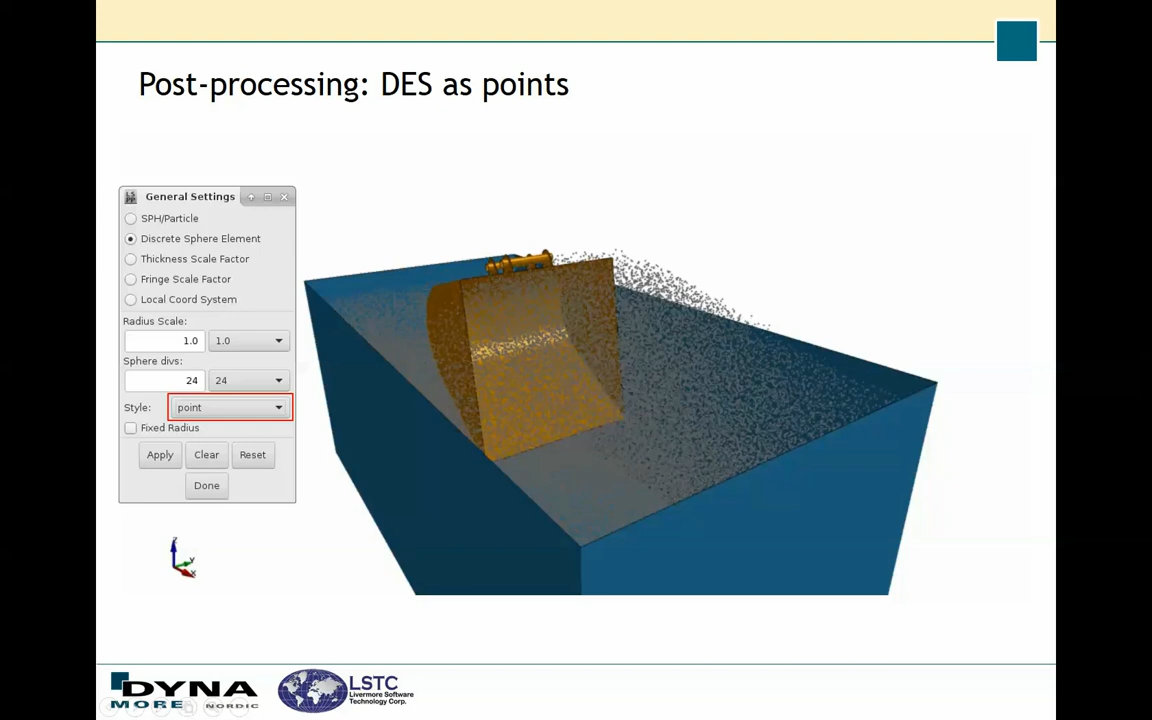 Post-processing: DES as points
LS
PP
General Settings
SPH/Particle
Discrete Sphere Element
Thickness Scale Factor
Fringe Scale Factor
Local Coord System
Radius Scale:
1.0 1.0
Sphere divs:
24 24
Style: point
Fixed Radius
Apply Clear Reset
Done
Z
Y
X
DYNA
MORE NORDIC
LSTC
Livermore Software
Technology Corp.